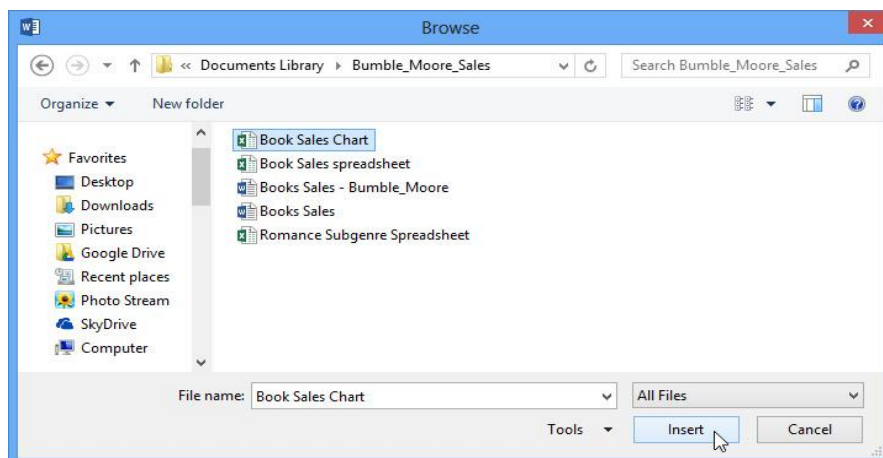 Browse
« Documents Library Bumble_Moore_Sales
Search Bumble_Moore_Sales
Organize New folder
Favorites
Desktop
Downloads
Pictures
Google Drive
Recent places
Photo Stream
SkyDrive
Computer
Book Sales Chart
Book Sales spreadsheet
Books Sales - Bumble_Moore
Books Sales
Romance Subgenre Spreadsheet
File name: Book Sales Chart
All Files
Tools Insert Cancel